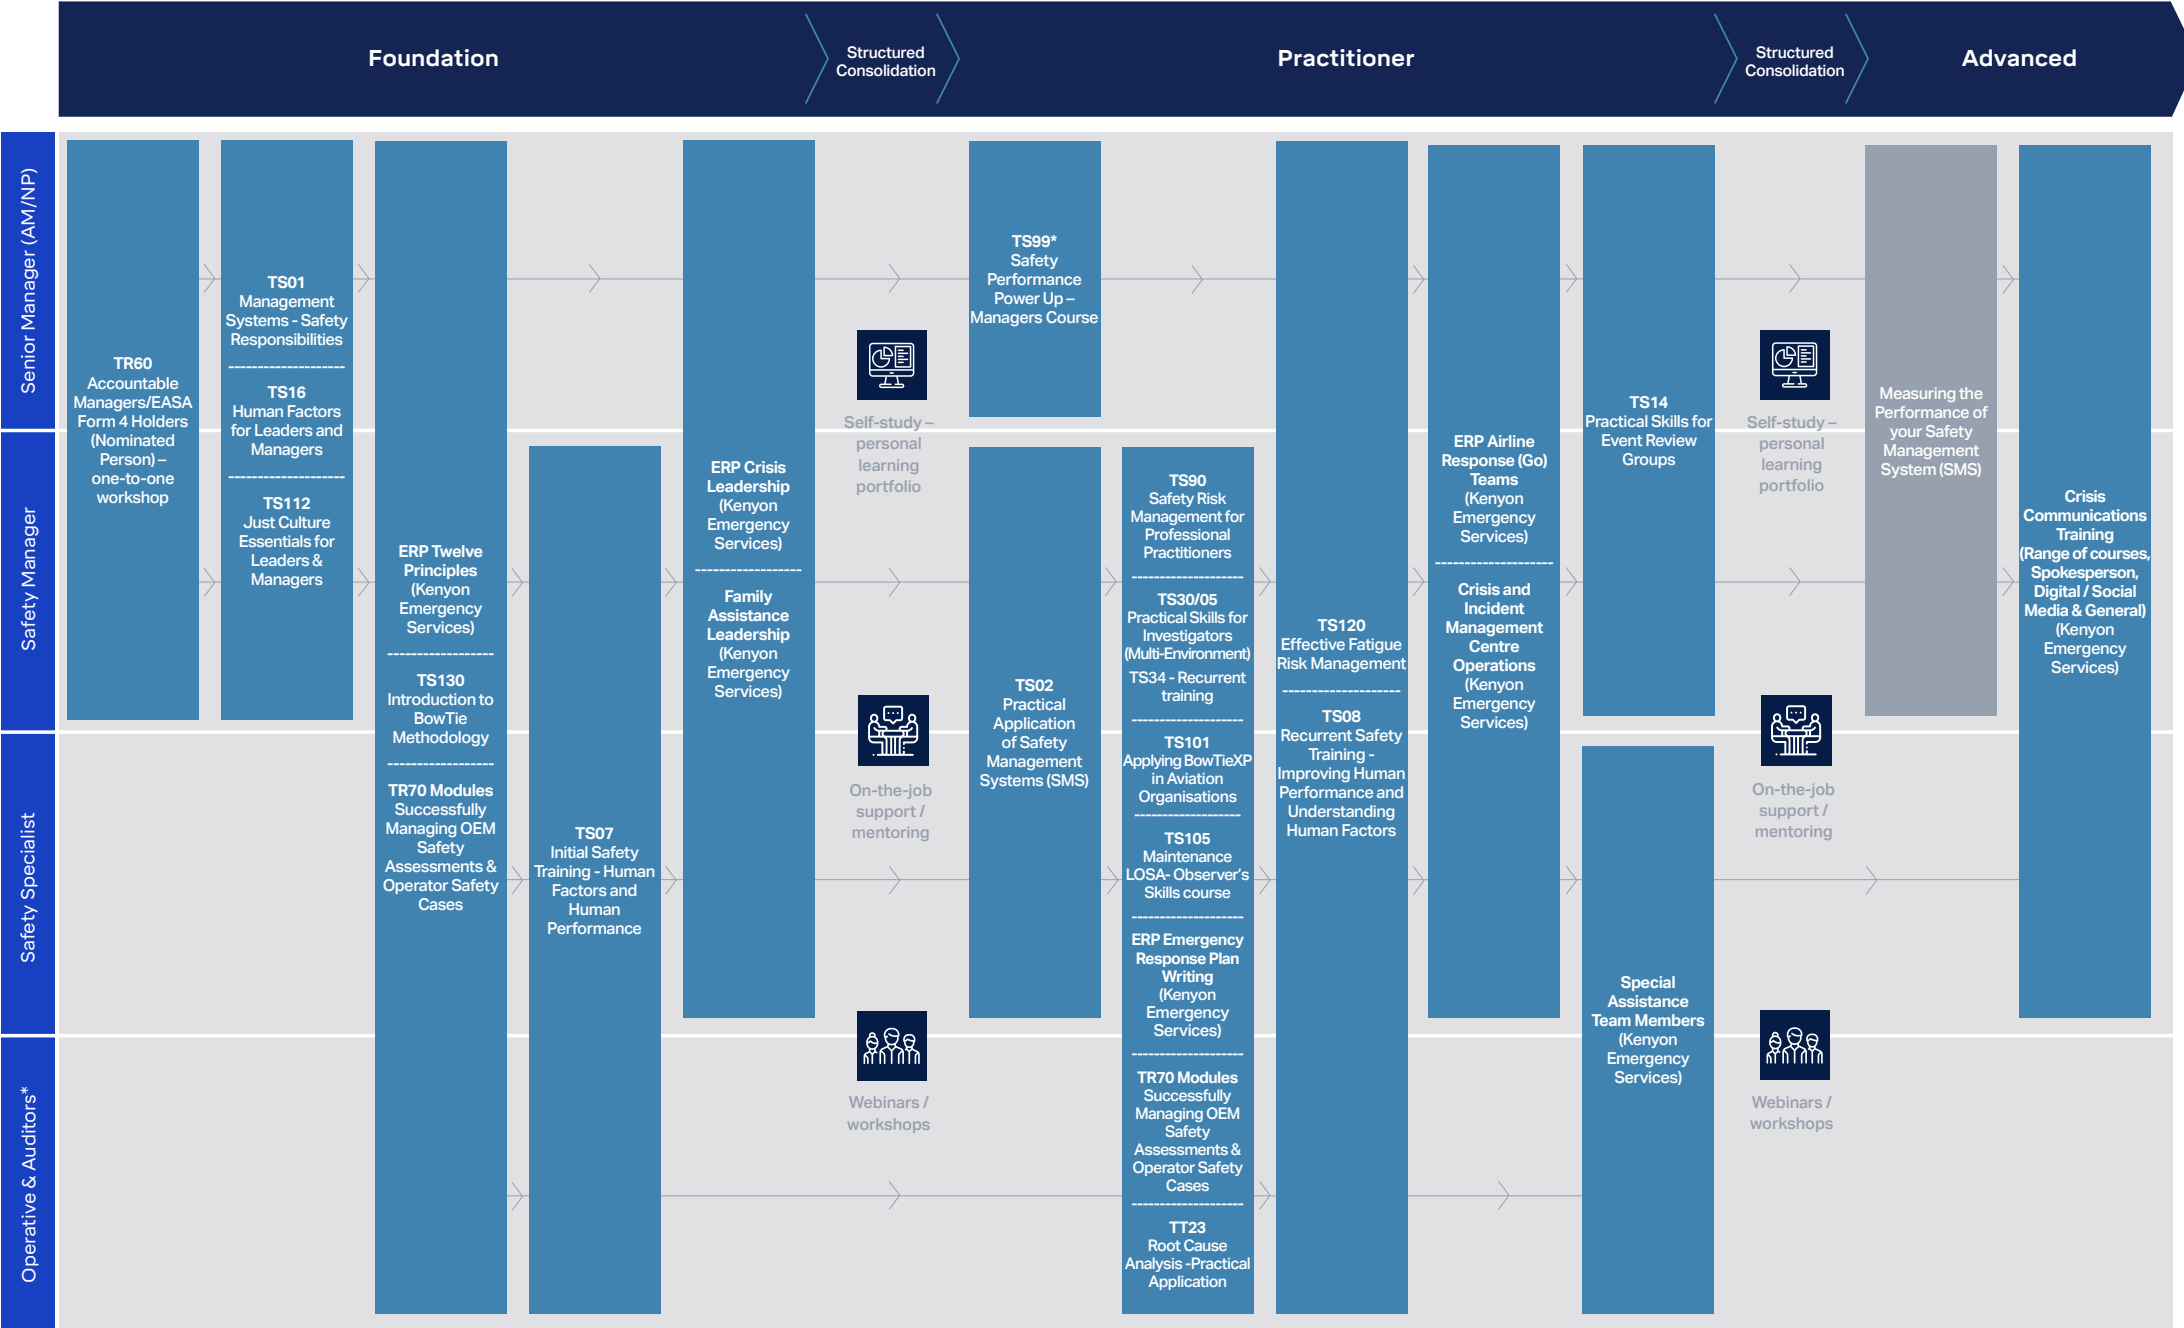 Foundation
Structured
Consolidation
Practitioner
Structured
Consolidation
Advanced
Senior Manager (AM/NP)
Safety Manager
Safety Specialist
Operative & Auditors*
TR60
Accountable
Managers/EASA
Form 4 Holders
(Nominated
Person) –
one-to-one
workshop
TS01
Management
Systems - Safety
Responsibilities
--------------------
TS16
Human Factors
for Leaders and
Managers
--------------------
TS112
Just Culture
Essentials for
Leaders &
Managers
ERP Twelve
Principles
(Kenyon
Emergency
Services)
------------------
TS130
Introduction to
BowTie
Methodology
------------------
TR70 Modules
Successfully
Managing OEM
Safety
Assessments &
Operator Safety
Cases
TS07
Initial Safety
Training - Human
Factors and
Human
Performance
ERP Crisis
Leadership
(Kenyon
Emergency
Services)
------------------
Family
Assistance
Leadership
(Kenyon
Emergency
Services)
Self-study –
personal
learning
portfolio
On-the-job
support /
mentoring
Webinars /
workshops
TS99*
Safety
Performance
Power Up –
Managers Course
TS02
Practical
Application
of Safety
Management
Systems (SMS)
TS90
Safety Risk
Management for
Professional
Practitioners
--------------------
TS30/05
Practical Skills for
Investigators
(Multi-Environment)
TS34 - Recurrent
training
--------------------
TS101
Applying BowTieXP
in Aviation
Organisations
-------------------
TS105
Maintenance
LOSA- Observer's
Skills course
--------------------
ERP Emergency
Response Plan
Writing
(Kenyon
Emergency
Services)
--------------------
TR70 Modules
Successfully
Managing OEM
Safety
Assessments &
Operator Safety
Cases
--------------------
TT23
Root Cause
Analysis -Practical
Application
TS120
Effective Fatigue
Risk Management
--------------------
TS08
Recurrent Safety
Training -
Improving Human
Performance and
Understanding
Human Factors
ERP Airline
Response (Go)
Teams
(Kenyon
Emergency
Services)
--------------------
Crisis and
Incident
Management
Centre
Operations
(Kenyon
Emergency
Services)
TS14
Practical Skills for
Event Review
Groups
Special
Assistance
Team Members
(Kenyon
Emergency
Services)
Self-study –
personal
learning
portfolio
On-the-job
support /
mentoring
Webinars /
workshops
Measuring the
Performance of
your Safety
Management
System (SMS)
Crisis
Communications
Training
(Range of courses,
Spokesperson,
Digital / Social
Media & General)
(Kenyon
Emergency
Services)